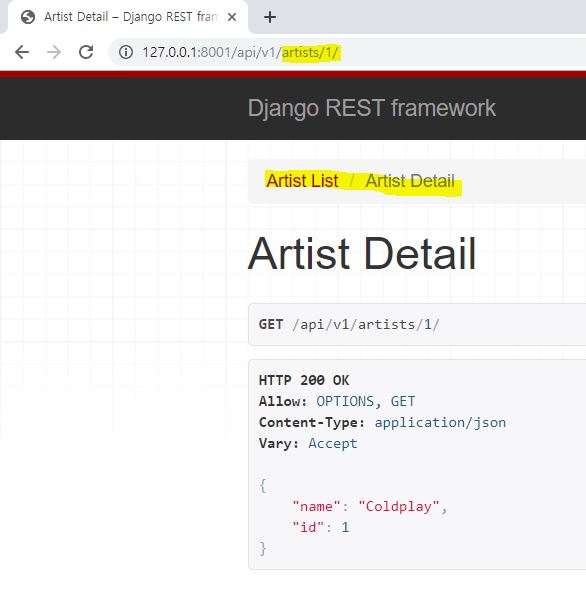 Artist Detail – Django REST fram
127.0.0.1:8001/api/v1/artists/1/
Django REST framework
Artist List / Artist Detail
Artist Detail
GET /api/v1/artists/1/
HTTP 200 OK
Allow: OPTIONS, GET
Content-Type: application/json
Vary: Accept
{
    "name": "Coldplay",
    "id": 1
}